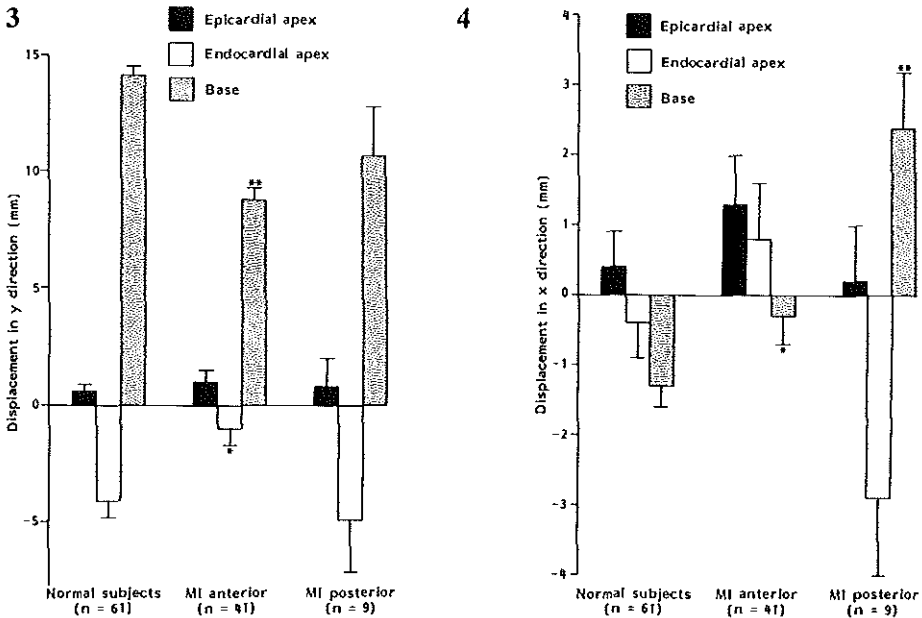 3
Epicardial apex
Endocardial apex
Base
Displacement in y direction (mm)
15
10
5
0
-5
**
*
Normal subjects
(n = 61)
MI anterior
(n = 41)
MI posterior
(n = 9)
4
Epicardial apex
Endocardial apex
Base
Displacement in x direction (mm)
4
3
2
1
0
-1
-2
-3
-4
**
*
Normal subjects
(n = 61)
MI anterior
(n = 41)
MI posterior
(n = 9)